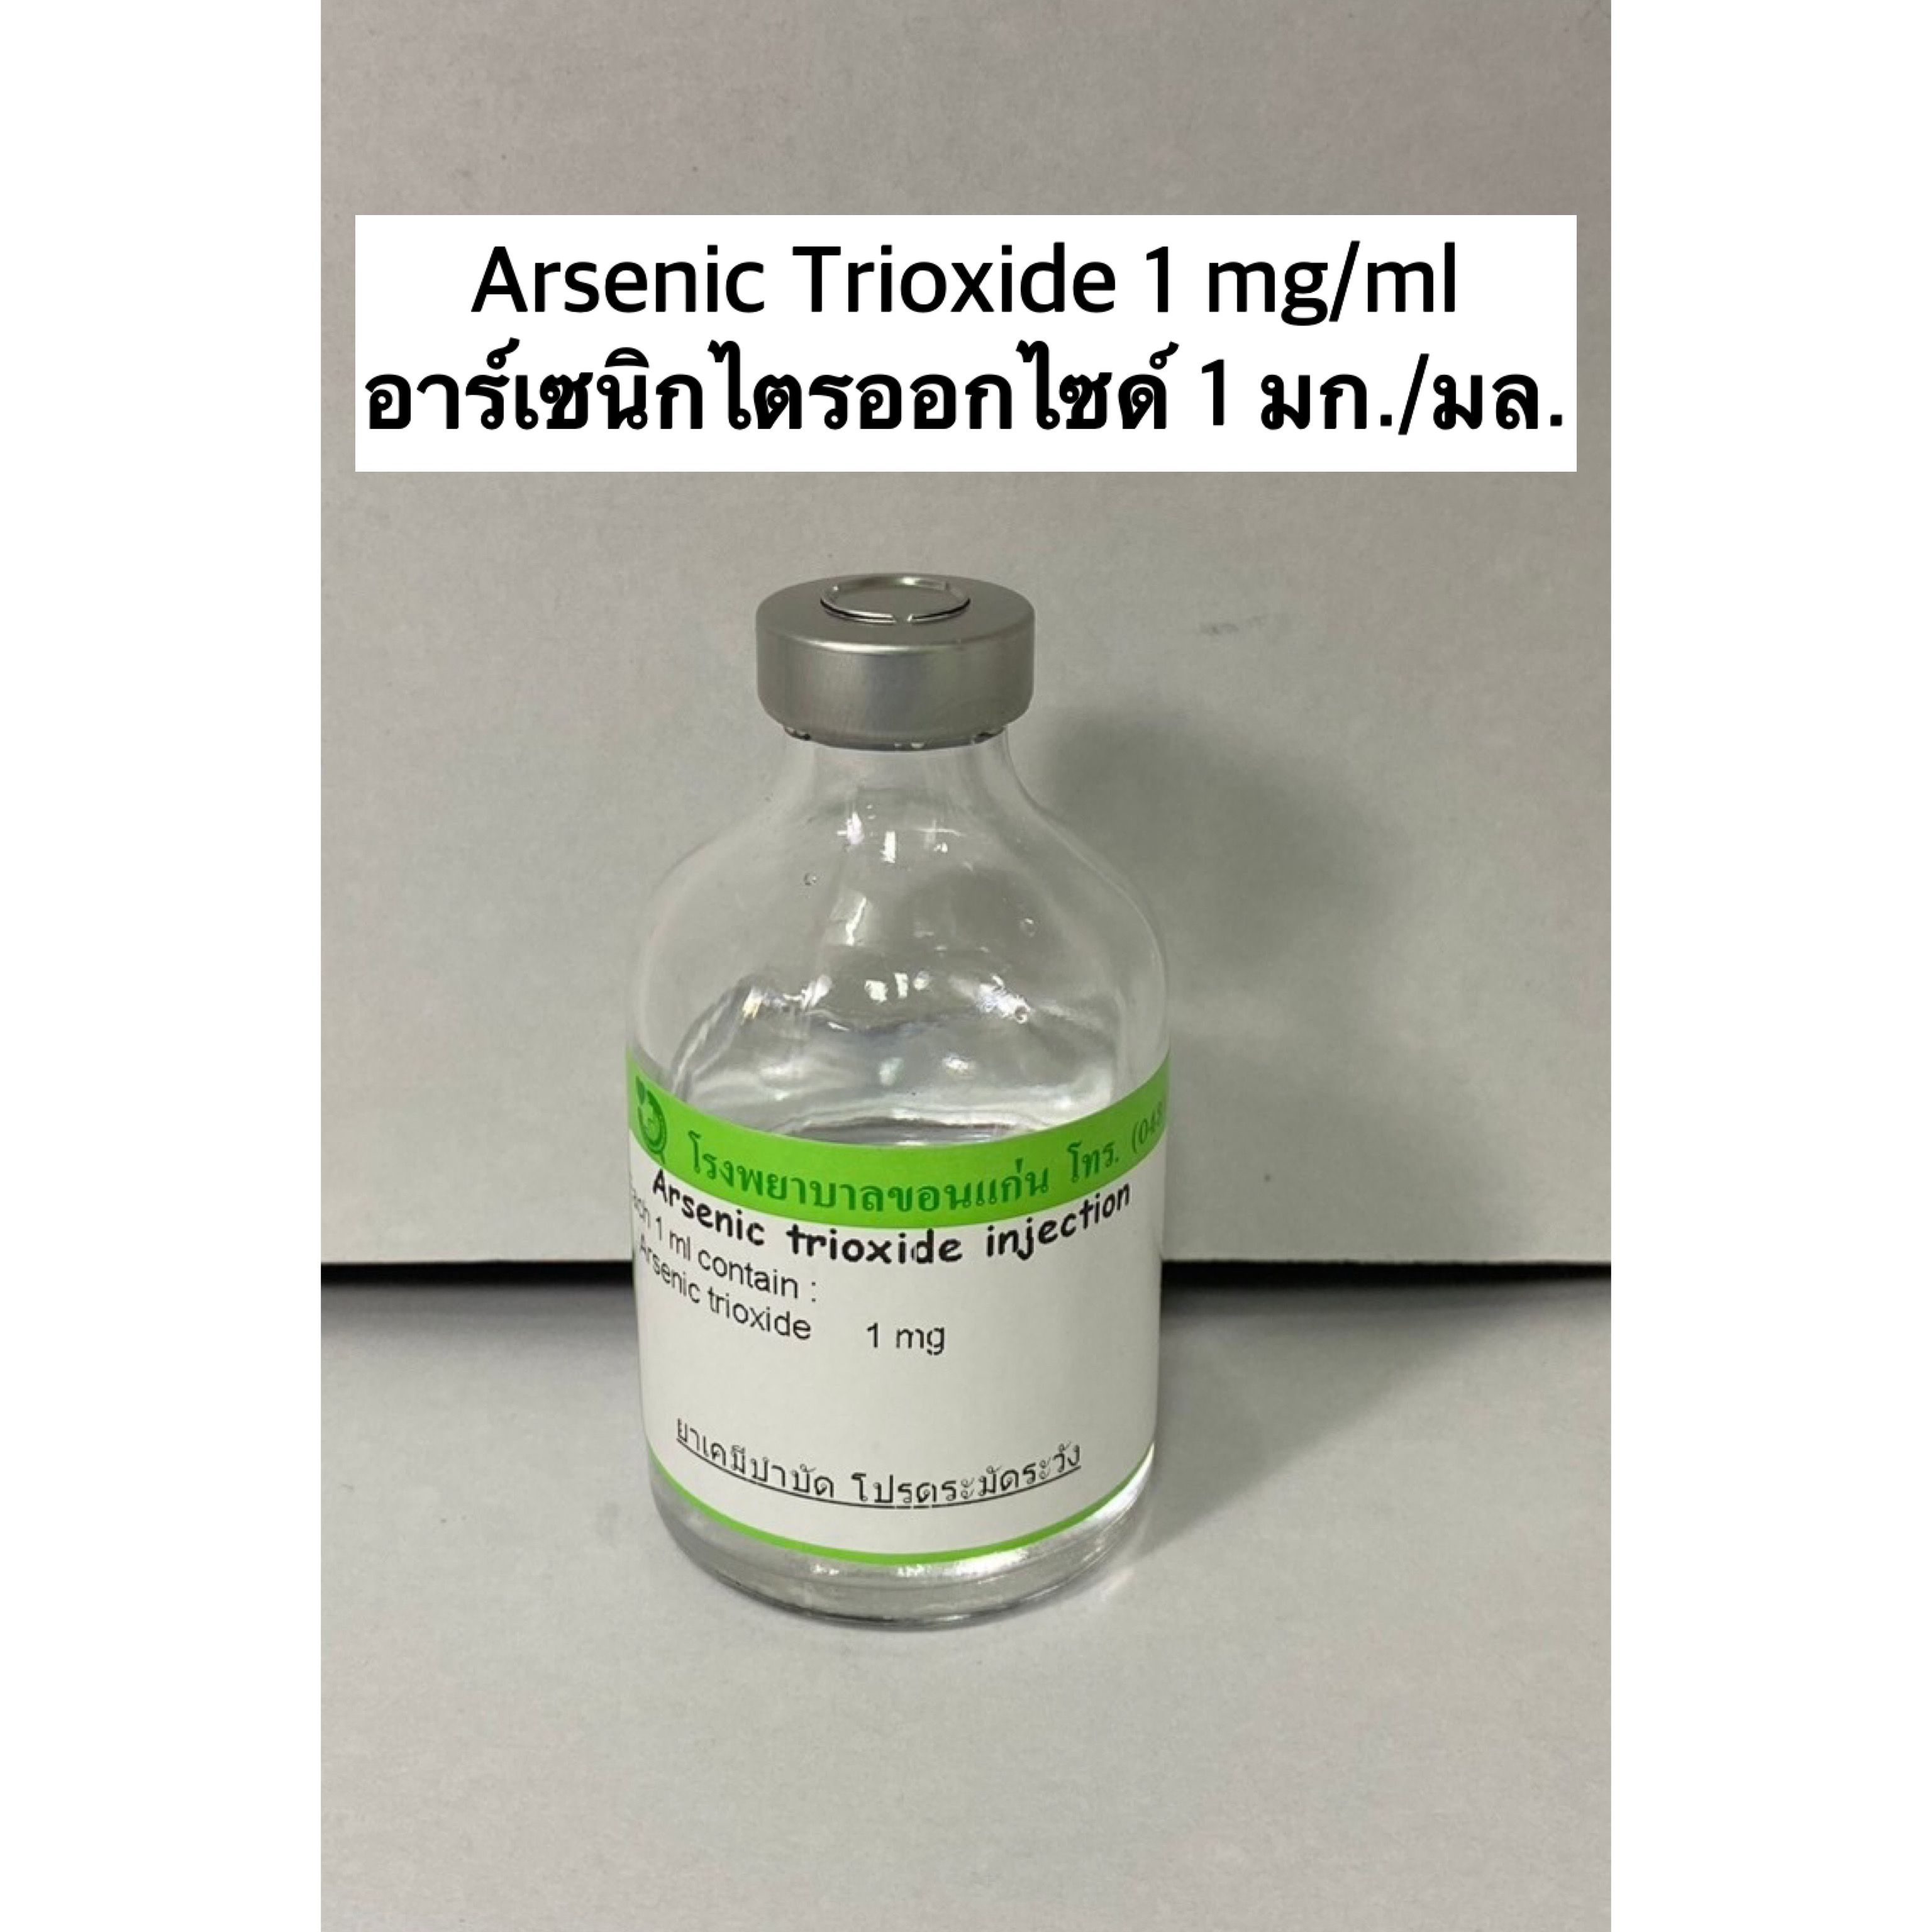 Arsenic Trioxide 1 mg/ml
อาร์เซนิกไตรออกไซด์ 1 มก./มล.
โรงพยาบาลขอนแก่น โทร. (043
Arsenic trioxide injection
1 ml contain :
Arsenic trioxide 1 mg
ยาเคมีบำบัด โปรดระมัดระวัง